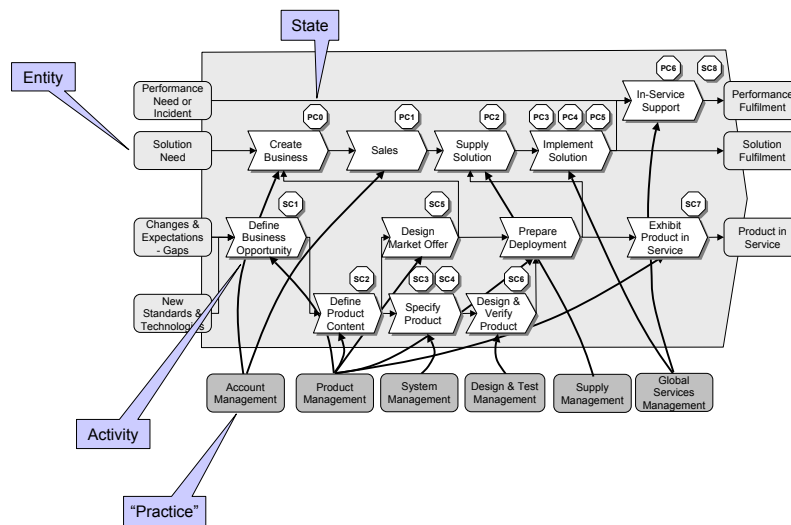 State
Entity
PC6
SC8
Performance
Need or
Incident
In-Service
Support
Performance
Fulfilment
PC0
PC1
PC2
PC3
PC4
PC5
Solution
Need
Create
Business
Sales
Supply
Solution
Implement
Solution
Solution
Fulfilment
SC1
SC5
SC7
Changes &
Expectations
- Gaps
Define
Business
Opportunity
Design
Market Offer
Prepare
Deployment
Exhibit
Product in
Service
Product in
Service
SC2
SC3
SC4
SC6
New
Standards &
Technologies
Define
Product
Content
Specify
Product
Design &
Verify
Product
Account
Management
Product
Management
System
Management
Design & Test
Management
Supply
Management
Global
Services
Management
Activity
“Practice”